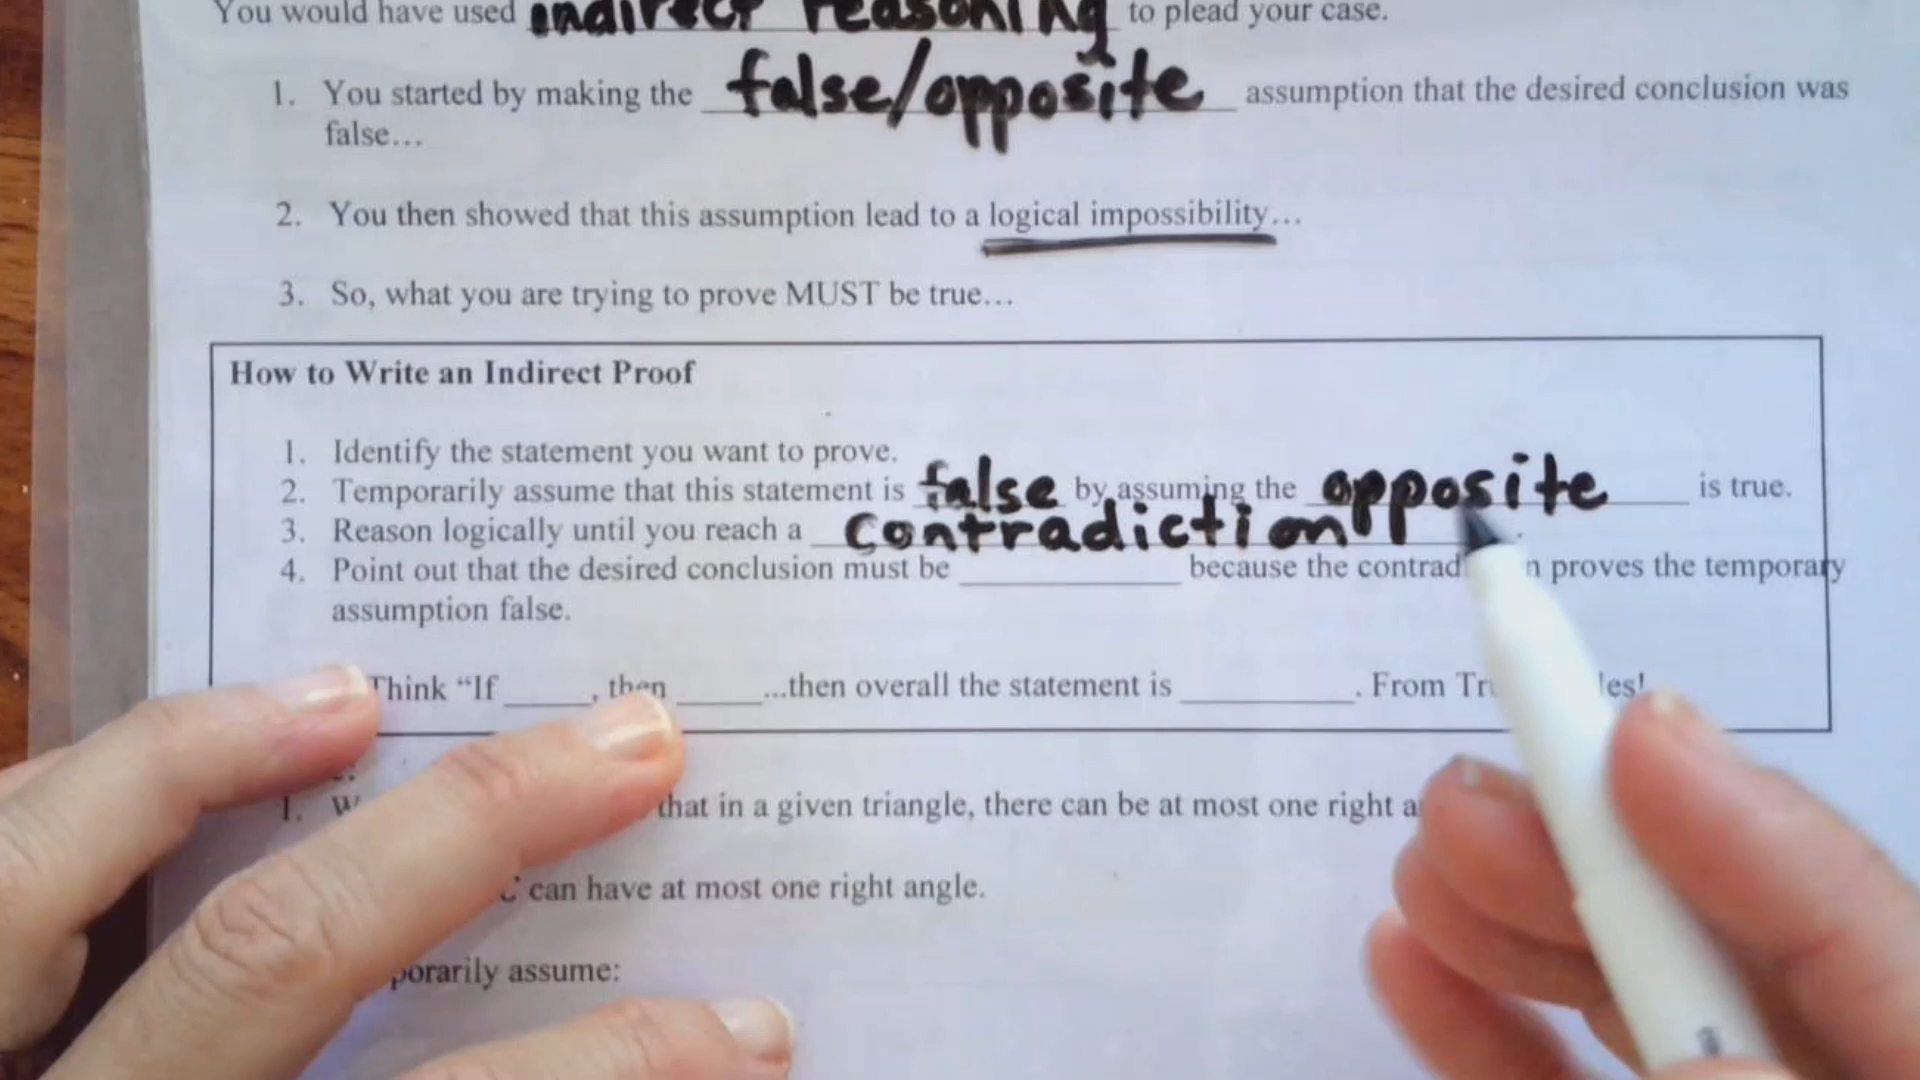 You would have used indirect reasoning to plead your case.
1. You started by making the false/opposite assumption that the desired conclusion was
false...
2. You then showed that this assumption lead to a logical impossibility...
3. So, what you are trying to prove MUST be true...
How to Write an Indirect Proof
1. Identify the statement you want to prove.
2. Temporarily assume that this statement is false by assuming the opposite is true.
3. Reason logically until you reach a contradiction.
4. Point out that the desired conclusion must be ____ because the contrad n proves the temporary
assumption false.
Think “If ____, then ____...then overall the statement is ____. From Tr les!
1. W that in a given triangle, there can be at most one right a
can have at most one right angle.
porarily assume: